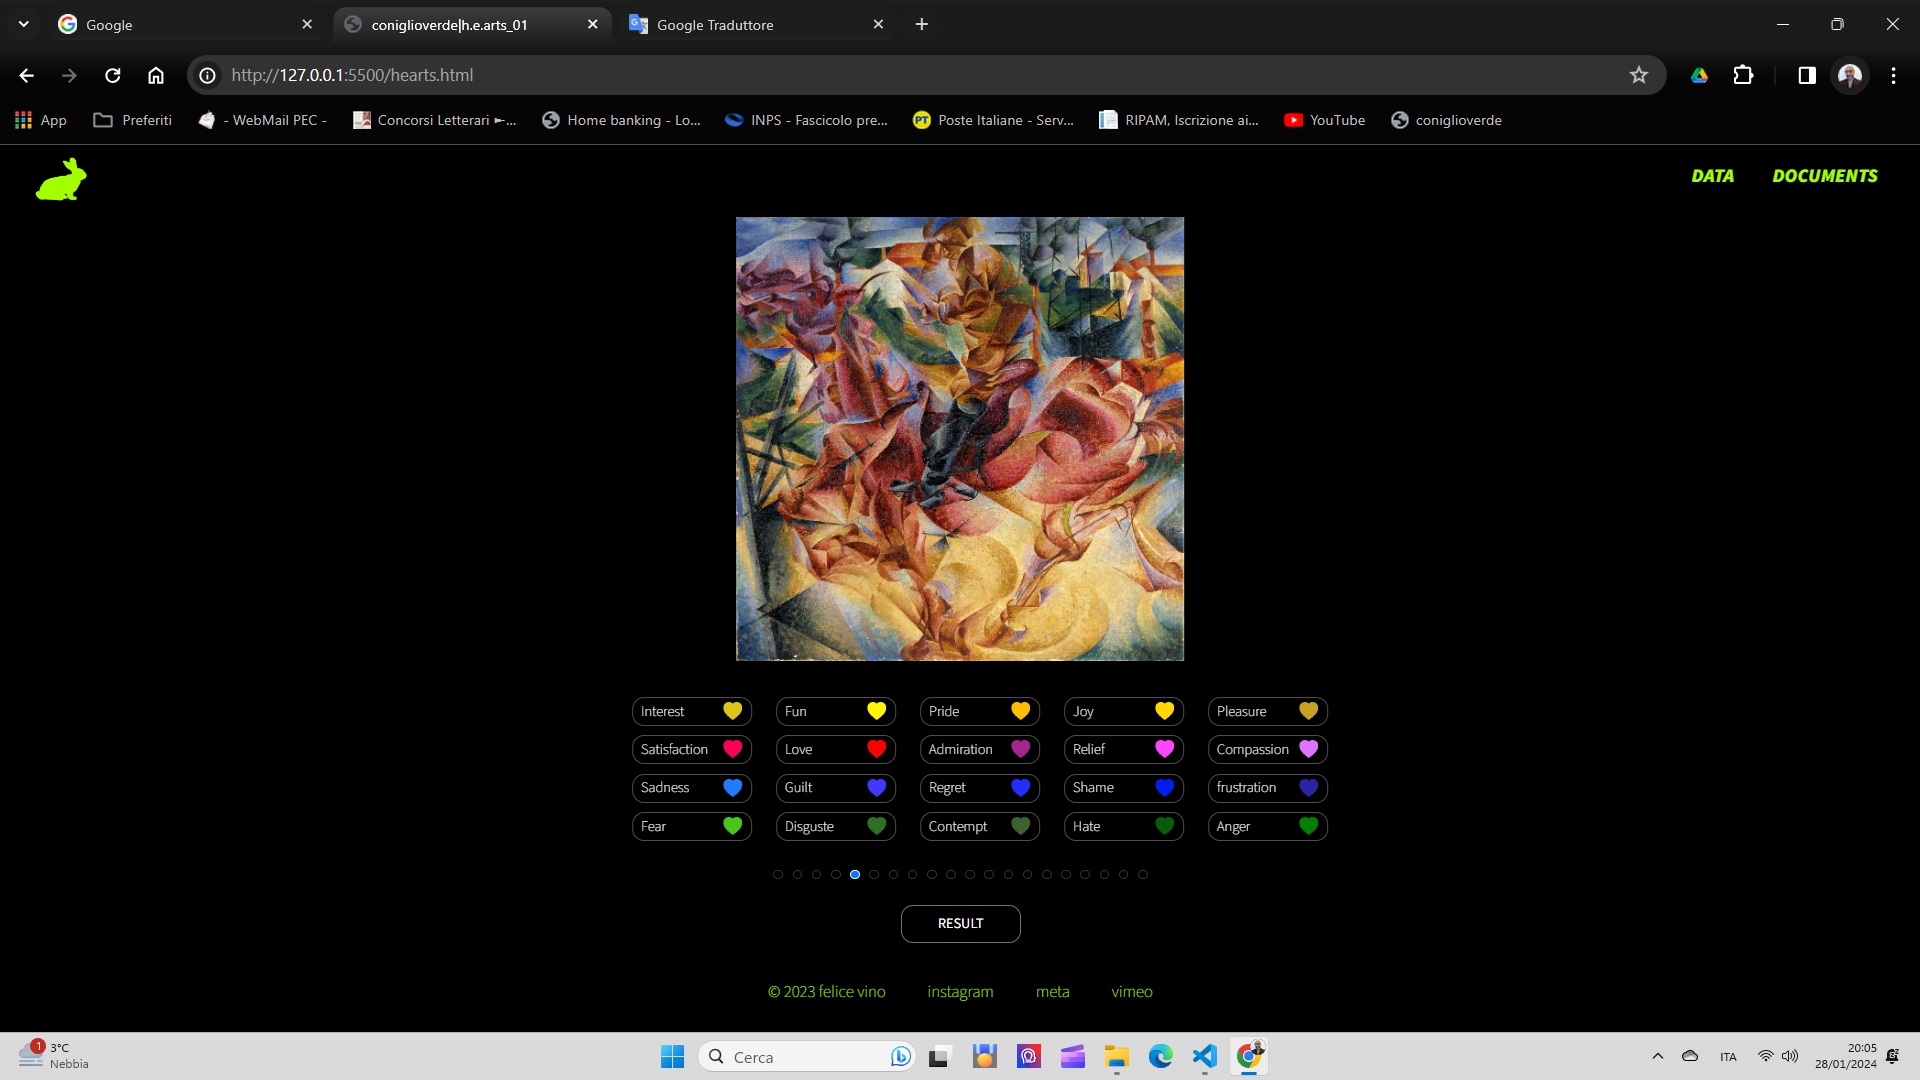 Google
coniglioverde|h.e.arts_01
Google Traduttore
http://127.0.0.1:5500/hearts.html
App
Preferiti
- WebMail PEC -
Concorsi Letterari ►-...
Home banking - Lo...
INPS - Fascicolo pre...
PT
Poste Italiane - Serv...
RIPAM, Iscrizione ai...
YouTube
coniglioverde
DATA DOCUMENTS
Interest Fun Pride Joy Pleasure
Satisfaction Love Admiration Relief Compassion
Sadness Guilt Regret Shame frustration
Fear Disguste Contempt Hate Anger
RESULT
© 2023 felice vino instagram meta vimeo
1
3°C
Nebbia
Cerca
ITA
20:05
28/01/2024